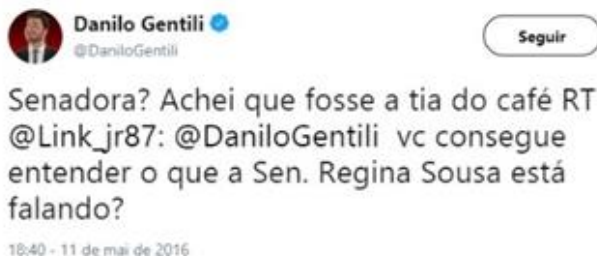 Danilo Gentili
@DaniloGentili
Seguir
Senadora? Achei que fosse a tia do café RT
@Link_jr87: @DaniloGentili vc consegue
entender o que a Sen. Regina Sousa está
falando?
18:40 - 11 de mai de 2016